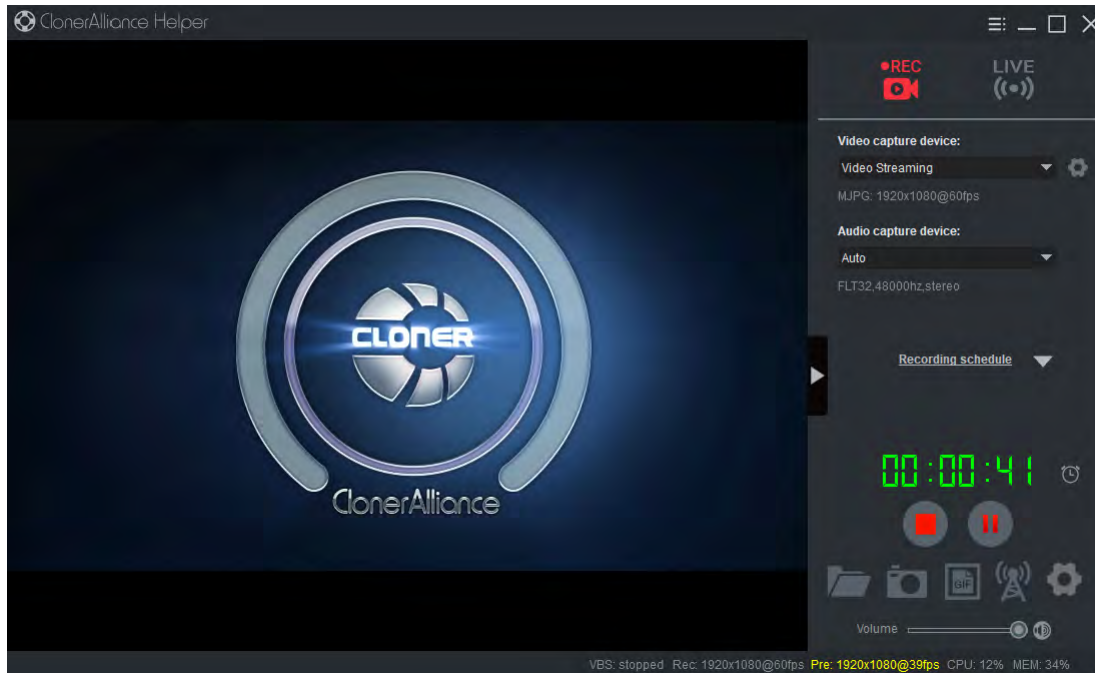 ClonerAlliance Helper
REC
LIVE
Video capture device:
Video Streaming
MJPG: 1920x1080@60fps
Audio capture device:
Auto
FLT32,48000hz,stereo
CLONER
ClonerAlliance
Recording schedule
00:00:41
GIF
Volume
VBS: stopped Rec: 1920x1080@60fps Pre: 1920x1080@39fps CPU: 12% MEM: 34%